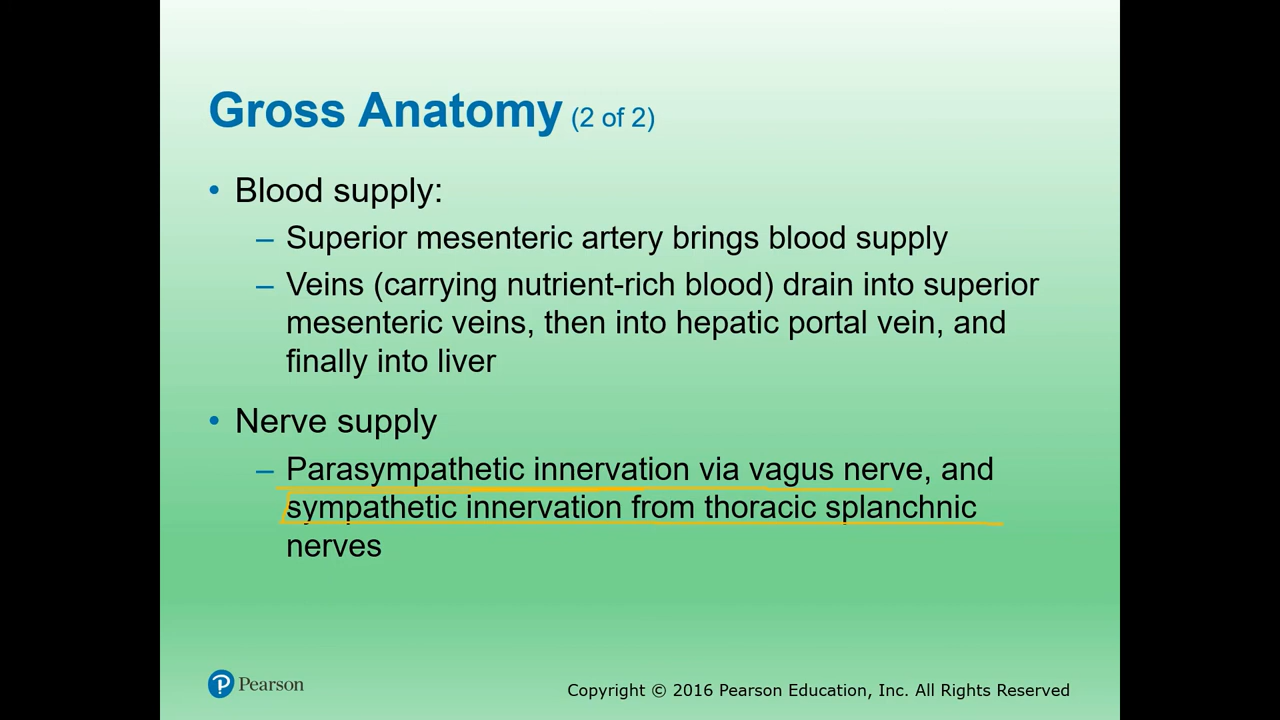 Gross Anatomy (2 of 2)
• Blood supply:
– Superior mesenteric artery brings blood supply
– Veins (carrying nutrient-rich blood) drain into superior
mesenteric veins, then into hepatic portal vein, and
finally into liver
• Nerve supply
– Parasympathetic innervation via vagus nerve, and
sympathetic innervation from thoracic splanchnic
nerves
P Pearson
Copyright © 2016 Pearson Education, Inc. All Rights Reserved